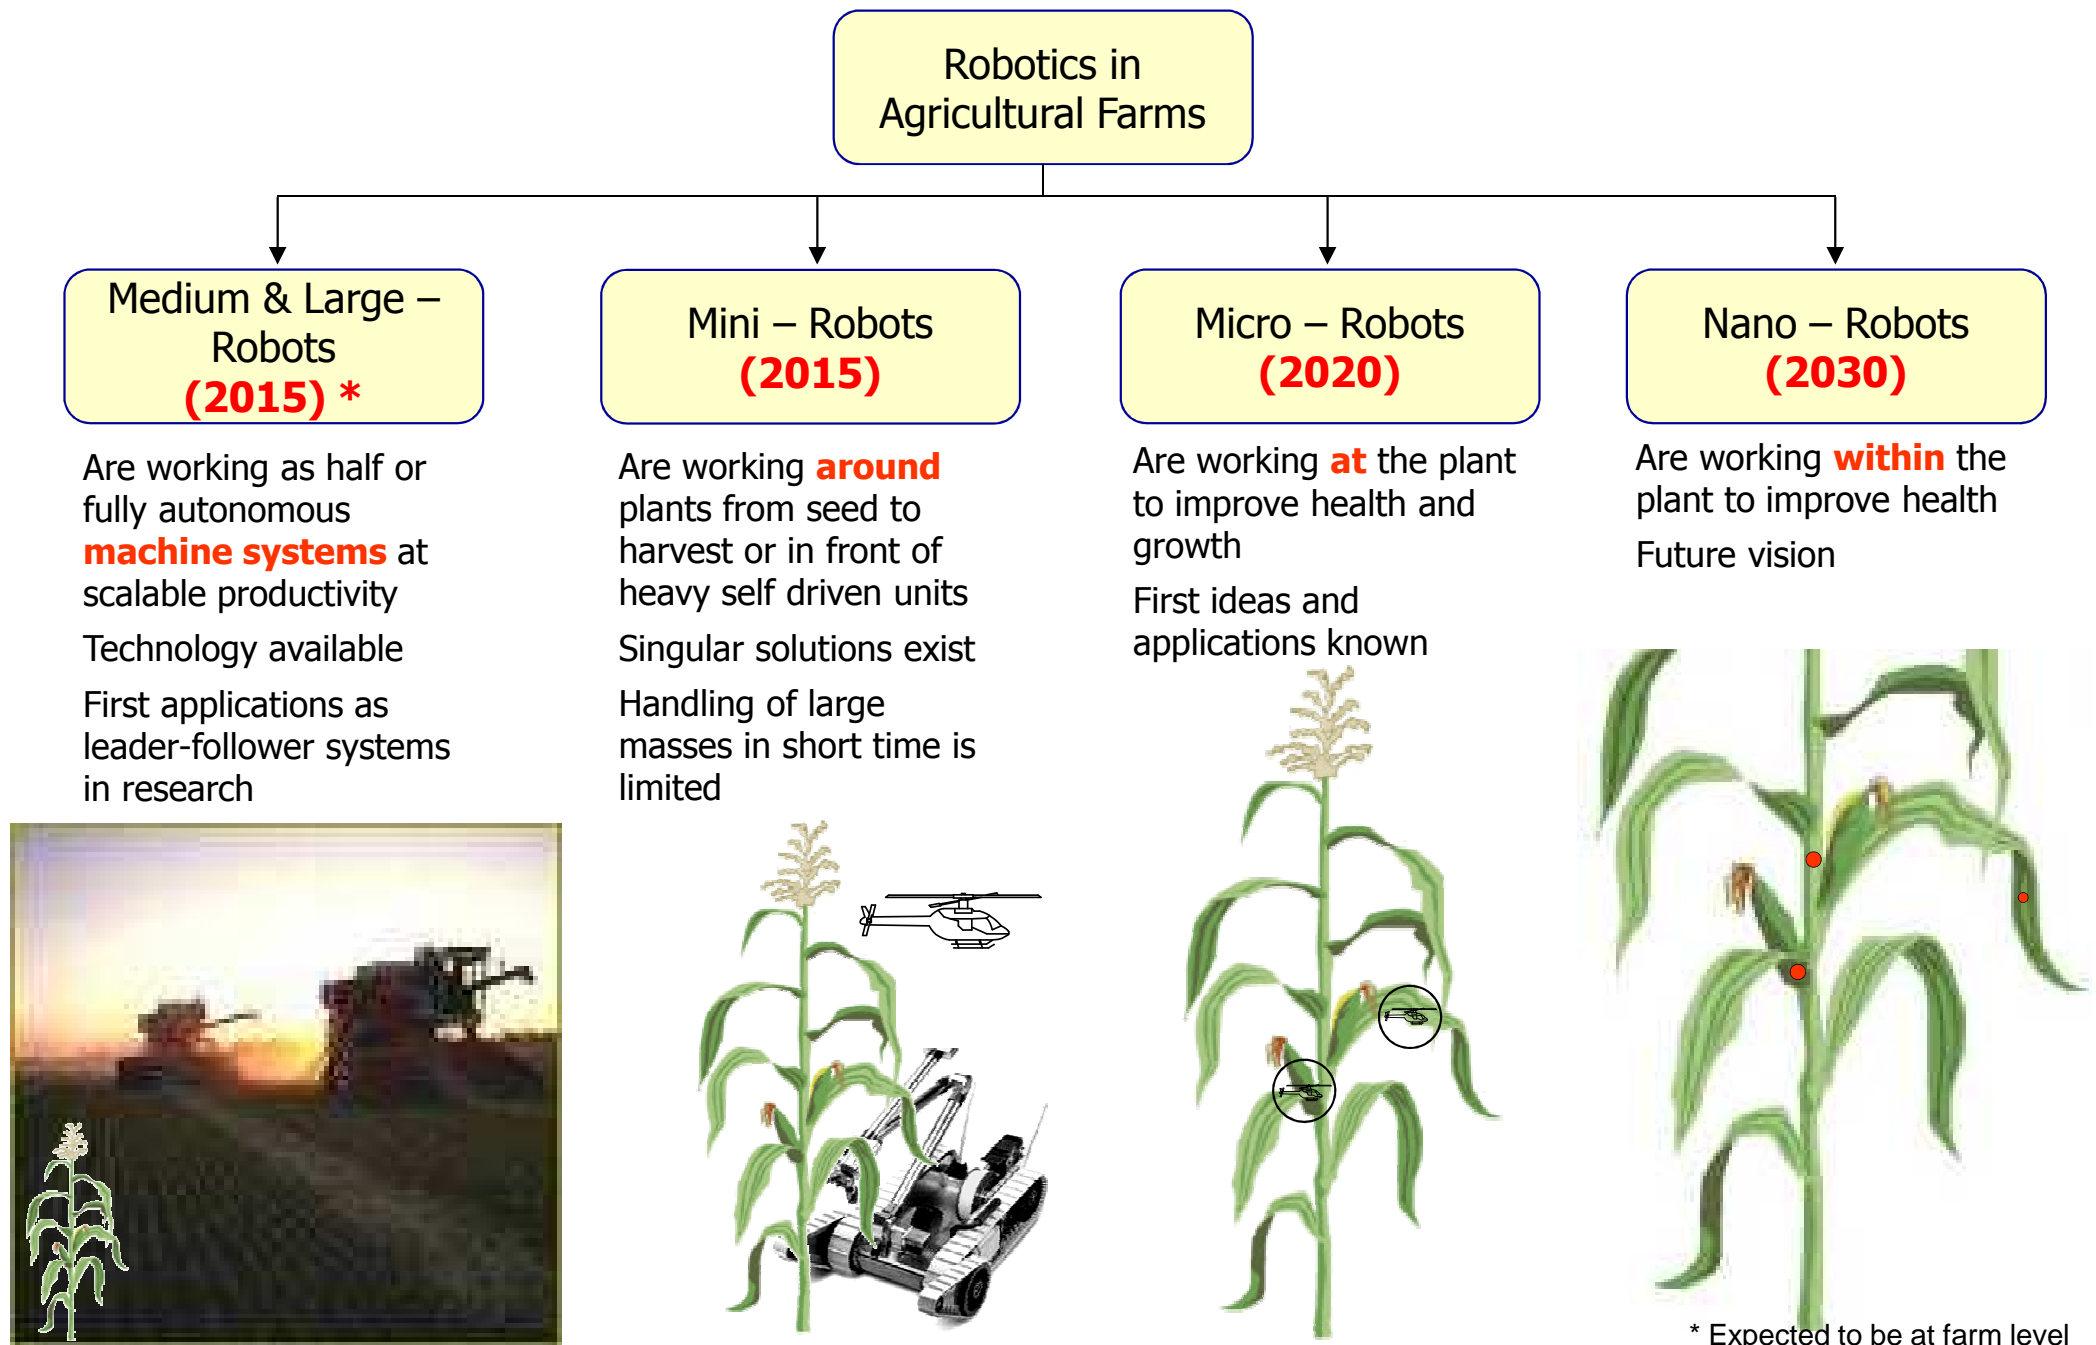 Robotics in
Agricultural Farms
Medium & Large –
Robots
(2015) *
Mini – Robots
(2015)
Micro – Robots
(2020)
Nano – Robots
(2030)
Are working as half or
fully autonomous
machine systems at
scalable productivity
Technology available
First applications as
leader-follower systems
in research
Are working around
plants from seed to
harvest or in front of
heavy self driven units
Singular solutions exist
Handling of large
masses in short time is
limited
Are working at the plant
to improve health and
growth
First ideas and
applications known
Are working within the
plant to improve health
Future vision
* Expected to be at farm level